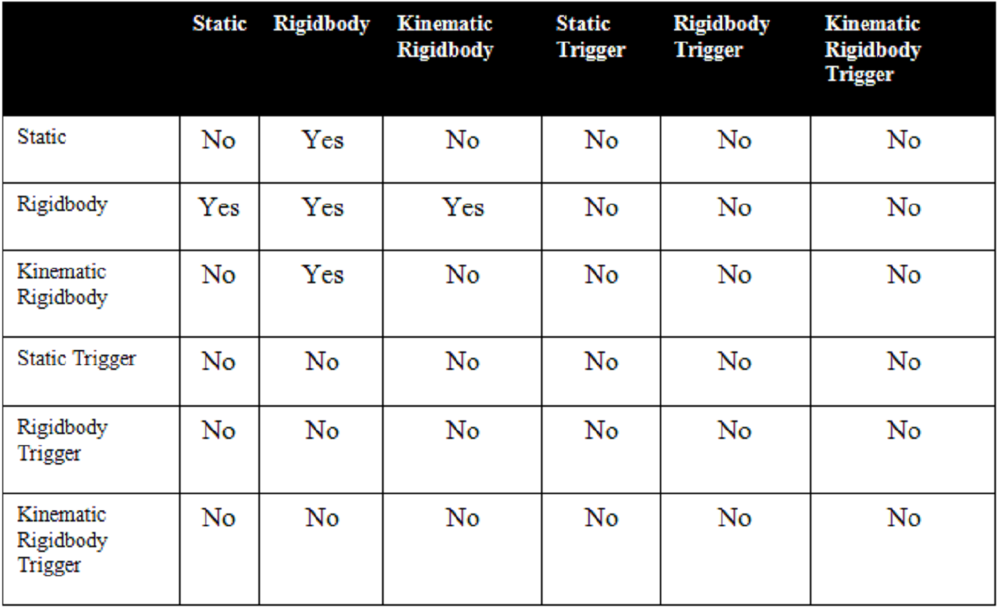 Static Rigidbody Kinematic Rigidbody Static Trigger Rigidbody Trigger Kinematic Rigidbody Trigger
Static No Yes No No No No
Rigidbody Yes Yes Yes No No No
Kinematic Rigidbody No Yes No No No No
Static Trigger No No No No No No
Rigidbody Trigger No No No No No No
Kinematic Rigidbody Trigger No No No No No No